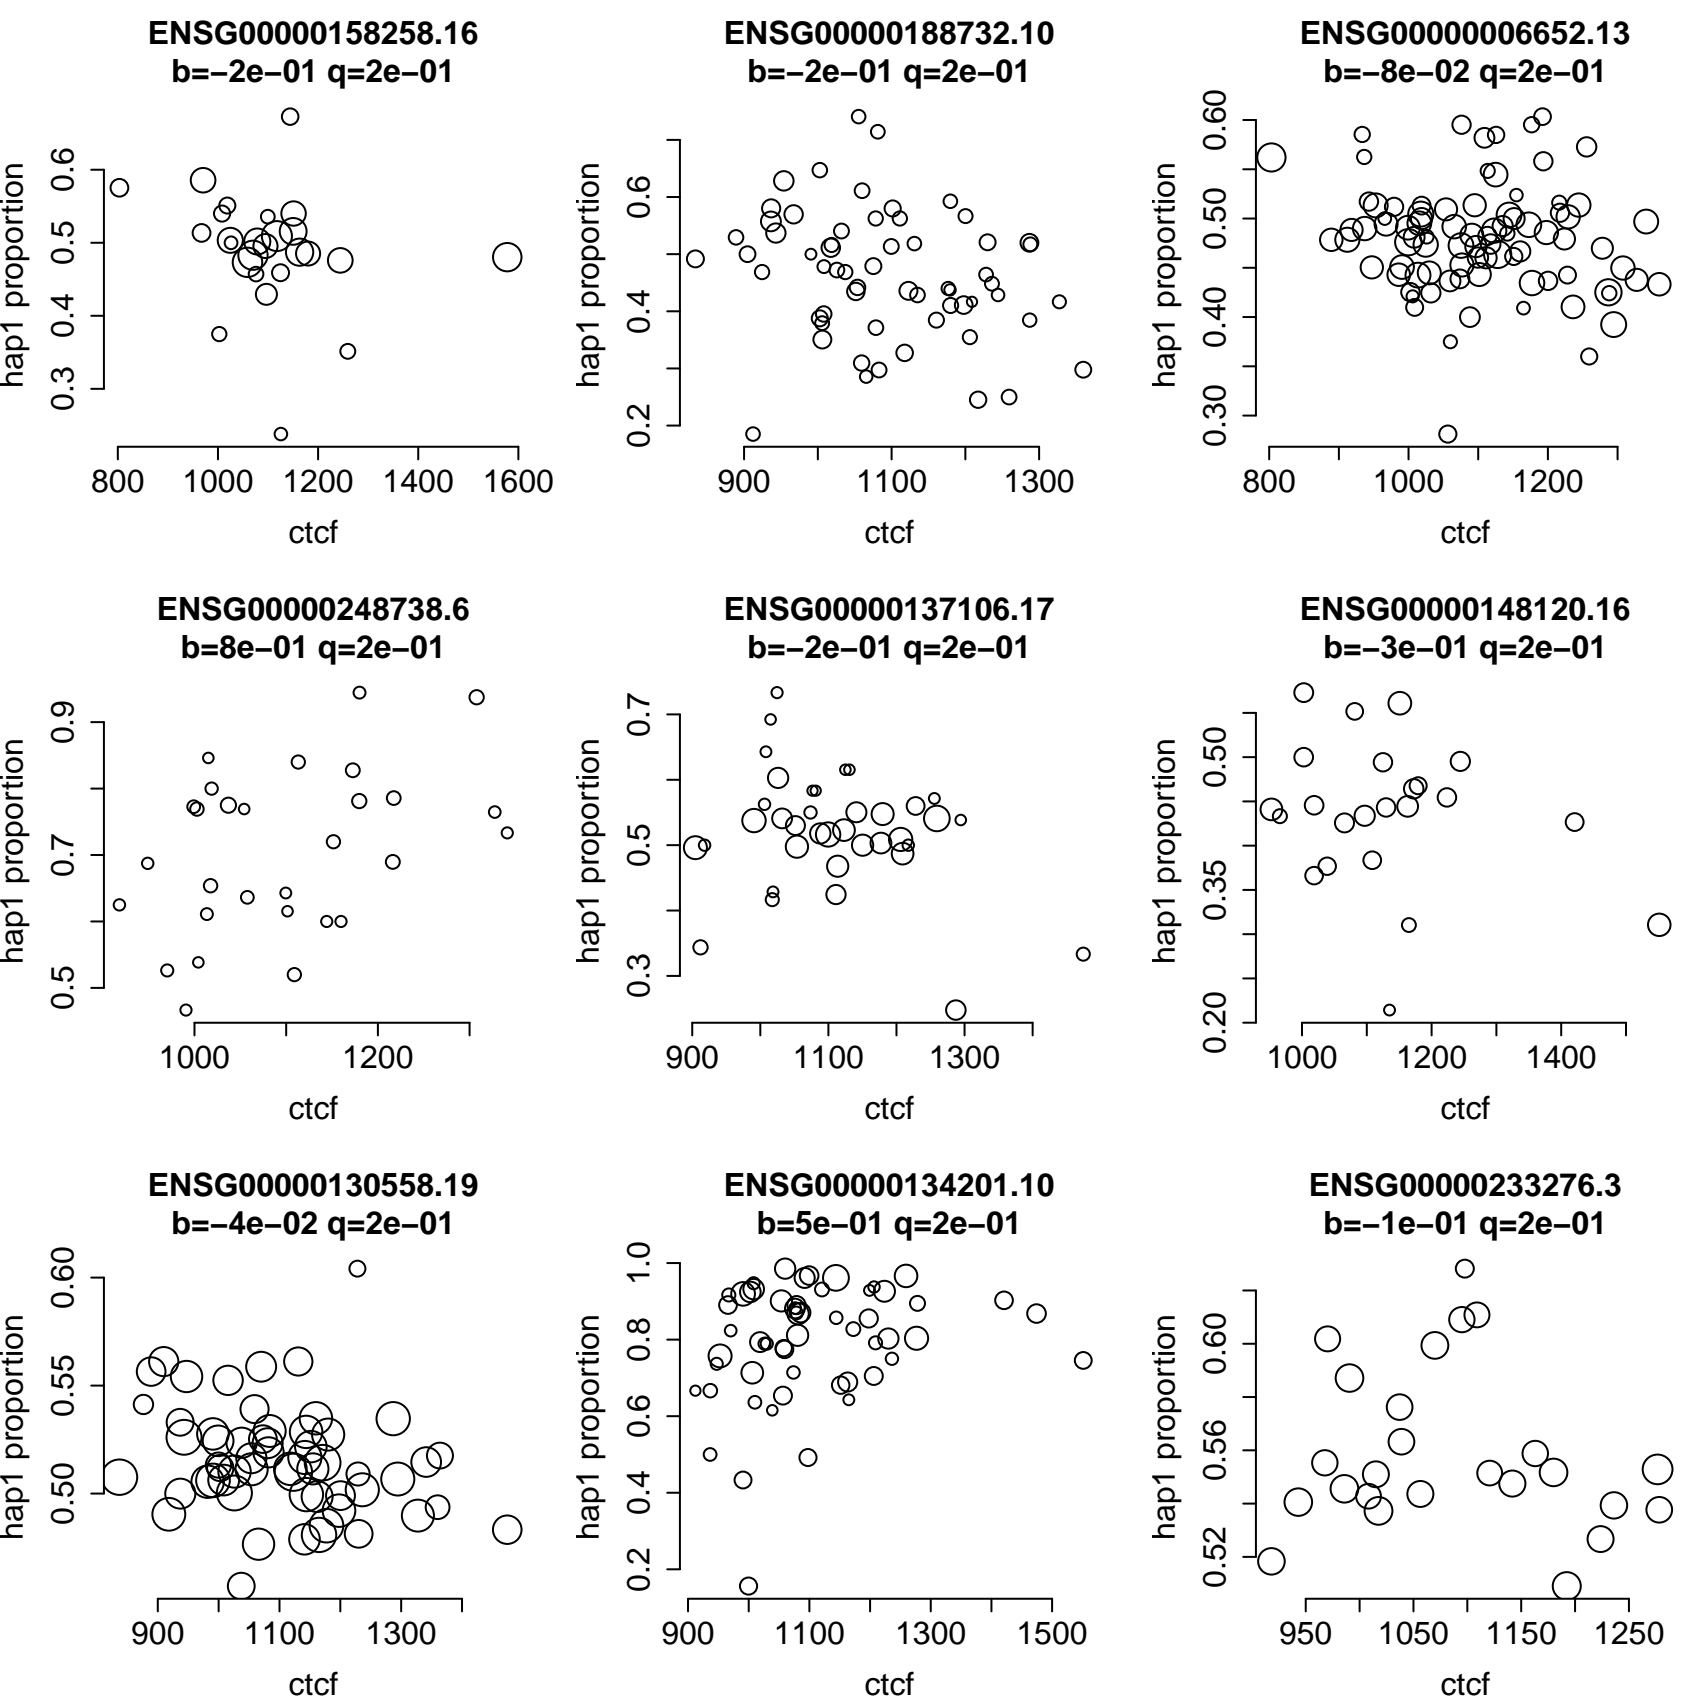 ENSG00000158258.16
b=−2e−01 q=2e−01
hap1 proportion
0.3 0.4 0.5 0.6
800 1000 1200 1400 1600
ctcf
ENSG00000188732.10
b=−2e−01 q=2e−01
hap1 proportion
0.2 0.4 0.6
900 1100 1300
ctcf
ENSG00000006652.13
b=−8e−02 q=2e−01
hap1 proportion
0.30 0.40 0.50 0.60
800 1000 1200
ctcf
ENSG00000248738.6
b=8e−01 q=2e−01
hap1 proportion
0.5 0.7 0.9
1000 1200
ctcf
ENSG00000137106.17
b=−2e−01 q=2e−01
hap1 proportion
0.3 0.5 0.7
900 1100 1300
ctcf
ENSG00000148120.16
b=−3e−01 q=2e−01
hap1 proportion
0.20 0.35 0.50
1000 1200 1400
ctcf
ENSG00000130558.19
b=−4e−02 q=2e−01
hap1 proportion
0.50 0.55 0.60
900 1100 1300
ctcf
ENSG00000134201.10
b=5e−01 q=2e−01
hap1 proportion
0.2 0.4 0.6 0.8 1.0
900 1100 1300 1500
ctcf
ENSG00000233276.3
b=−1e−01 q=2e−01
hap1 proportion
0.52 0.56 0.60
950 1050 1150 1250
ctcf